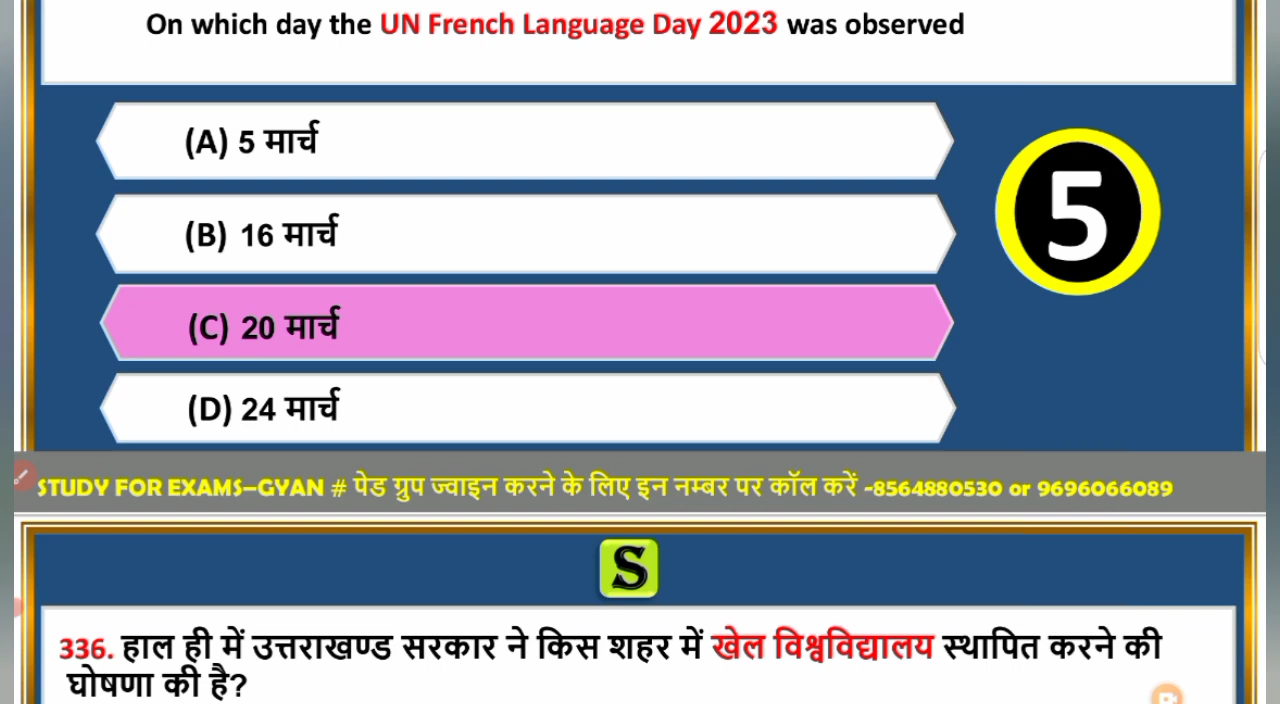 On which day the UN French Language Day 2023 was observed
(A) 5 मार्च
(B) 16 मार्च
5
(C) 20 मार्च
(D) 24 मार्च
STUDY FOR EXAMS–GYAN # पेड ग्रुप ज्वाइन करने के लिए इन नम्बर पर कॉल करें -8564880530 or 9696066089
S
336. हाल ही में उत्तराखण्ड सरकार ने किस शहर में खेल विश्वविद्यालय स्थापित करने की
घोषणा की है?